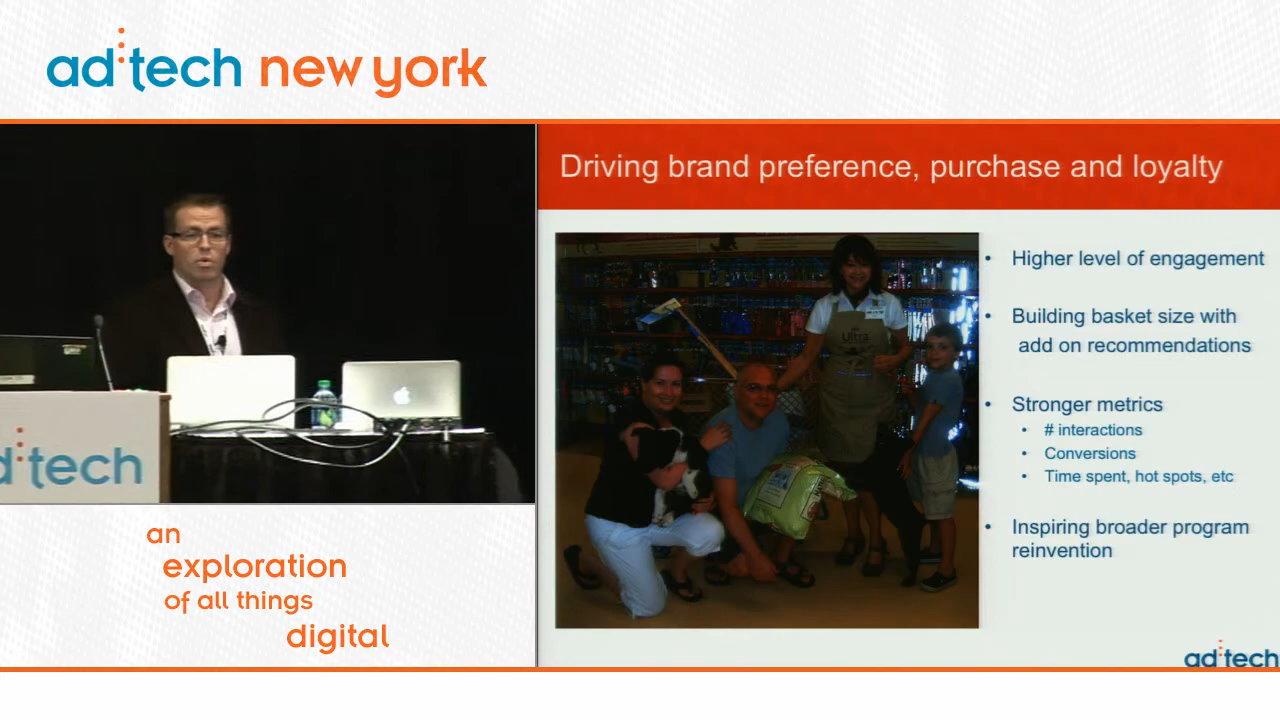 ad:tech new york
Driving brand preference, purchase and loyalty
• Higher level of engagement
• Building basket size with
add on recommendations
• Stronger metrics
• # interactions
• Conversions
• Time spent, hot spots, etc
• Inspiring broader program
reinvention
Ultra
d:tech
an
exploration
of all things
digital
ad:tech